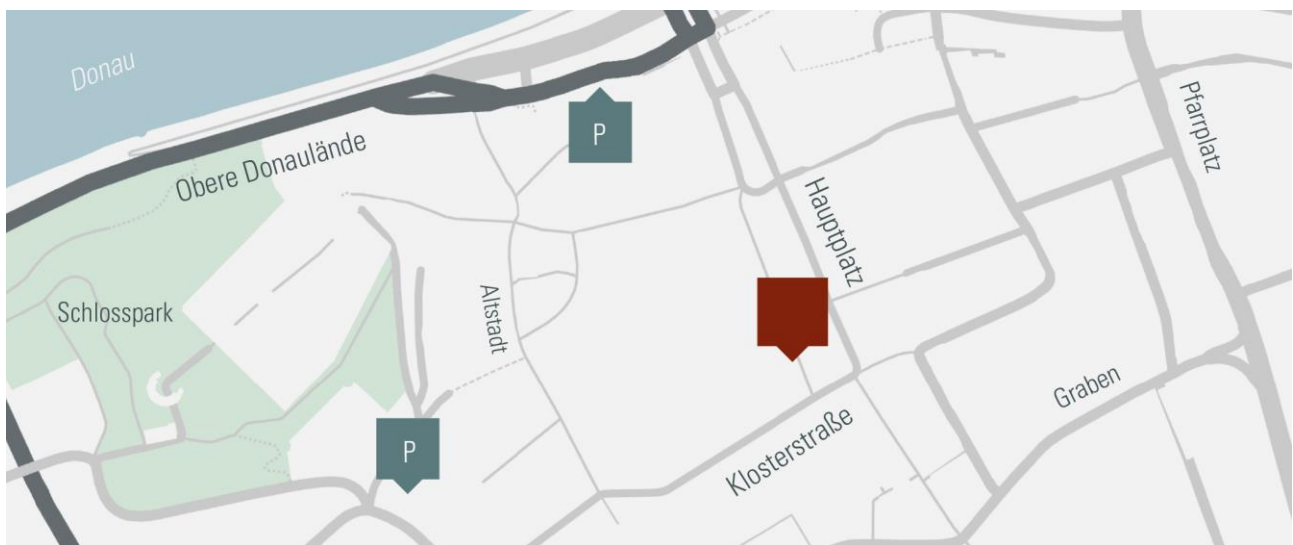 Donau
Obere Donaulände
P
Pfarrplatz
Hauptplatz
Schlosspark
Altstadt
Graben
Klosterstraße
P